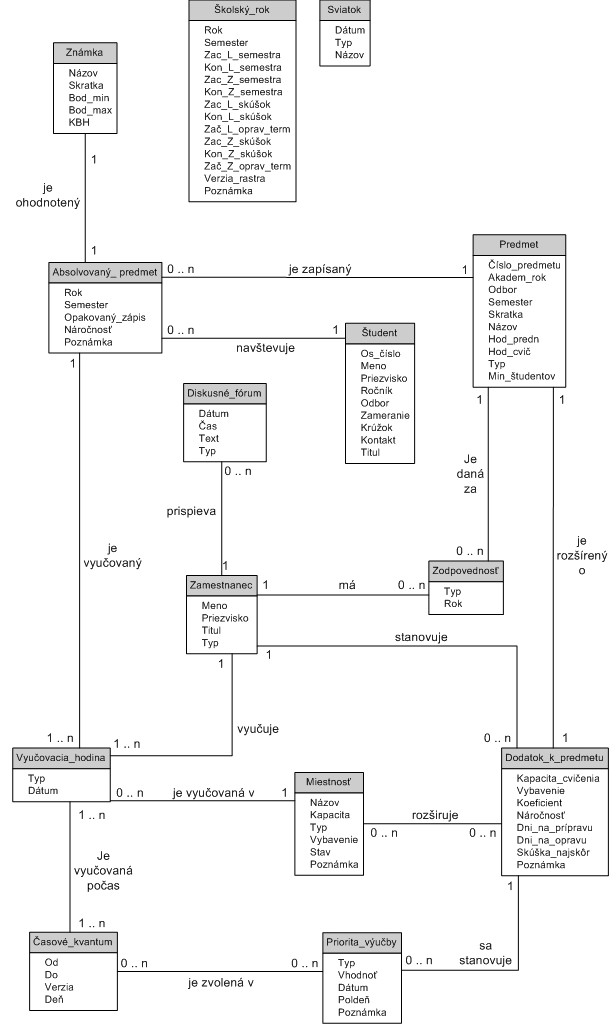 Školský_rok
Rok
Semester
Zac_L_semestra
Kon_L_semestra
Zac_Z_semestra
Kon_Z_semestra
Zac_L_skúšok
Kon_L_skúšok
Zač_L_oprav_term
Zac_Z_skúšok
Kon_Z_skúšok
Zač_Z_oprav_term
Verzia_rastra
Poznámka
Sviatok
Dátum
Typ
Názov
Známka
Názov
Skratka
Bod_min
Bod_max
KBH
1
je
ohodnotený
1
Absolvovaný_ predmet
Rok
Semester
Opakovaný_zápis
Náročnosť
Poznámka
0 .. n
je zapísaný
1
Predmet
Číslo_predmetu
Akadem_rok
Odbor
Semester
Skratka
Názov
Hod_predn
Hod_cvič
Typ
Min_študentov
0 .. n
navštevuje
1
Študent
Os_číslo
Meno
Priezvisko
Ročník
Odbor
Zameranie
Krúžok
Kontakt
Titul
1
je
vyučovaný
1 .. n
Diskusné_fórum
Dátum
Čas
Text
Typ
0 .. n
prispieva
1
1
Je
daná
za
0 .. n
1
je
rozšírený
o
1
Zamestnanec
Meno
Priezvisko
Titul
Typ
1
má
0 .. n
Zodpovednosť
Typ
Rok
1
stanovuje
0 .. n
1
vyučuje
1 .. n
Vyučovacia_hodina
Typ
Dátum
0 .. n
je vyučovaná v
1
Miestnosť
Názov
Kapacita
Typ
Vybavenie
Stav
Poznámka
0 .. n
rozširuje
0 .. n
Dodatok_k_predmetu
Kapacita_cvičenia
Vybavenie
Koeficient
Náročnosť
Dni_na_prípravu
Dni_na_opravu
Skúška_najskôr
Poznámka
1 .. n
Je
vyučovaná
počas
1 .. n
Časové_kvantum
Od
Do
Verzia
Deň
0 .. n
je zvolená v
0 .. n
Priorita_výučby
Typ
Vhodnoť
Dátum
Poldeň
Poznámka
0 .. n
sa
stanovuje
1